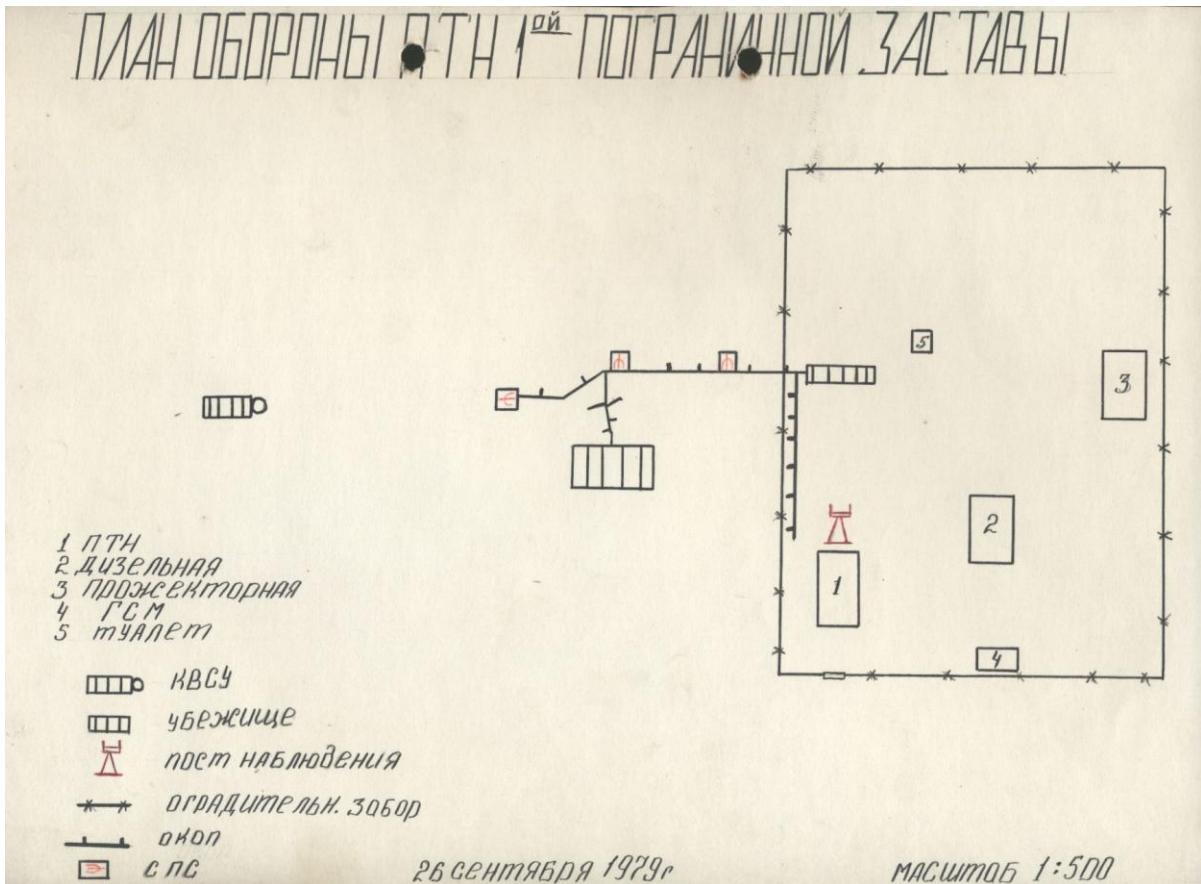 ПЛАН ОБОРОНЫ ПТН 1ой ПОГРАНИЧНОЙ ЗАСТАВЫ
5
3
2
1
4
1 ПТН
2 ДИЗЕЛЬНАЯ
3 ПРОЖЕКТОРНАЯ
4 ГСМ
5 ТУАЛЕТ
КВСУ
УБЕЖИЩЕ
ПОСТ НАБЛЮДЕНИЯ
ОГРАДИТЕЛЬН. ЗАБОР
ОКОП
СПС
26 СЕНТЯБРЯ 1979г
МАСШТАБ 1:500